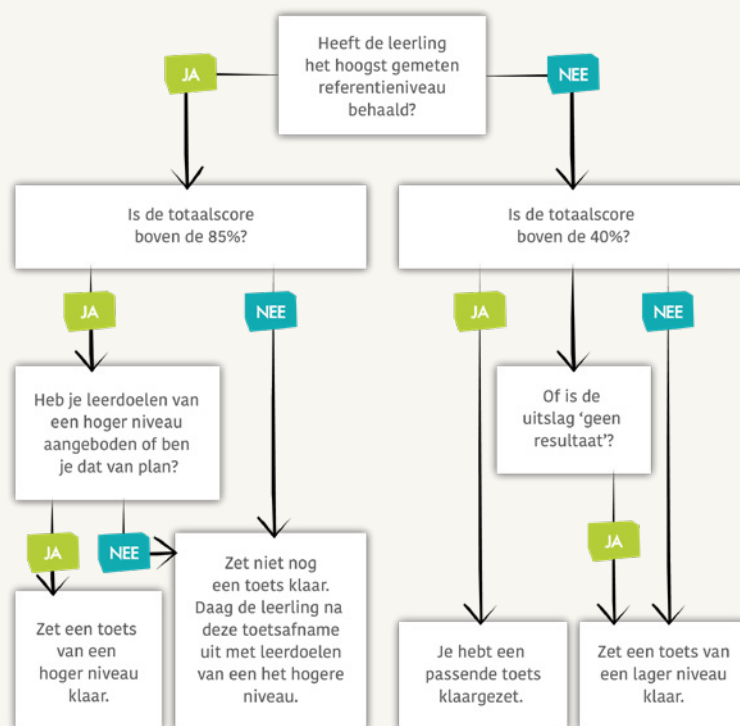 Heeft de leerling
het hoogst gemeten
referentieniveau
behaald?
JA
NEE
Is de totaalscore
boven de 85%?
Is de totaalscore
boven de 40%?
JA
NEE
JA
NEE
Heb je leerdoelen van
een hoger niveau
aangeboden of ben
je dat van plan?
Of is de
uitslag ‘geen
resultaat’?
JA
NEE
JA
Zet een toets
van een
hoger niveau
klaar.
Zet niet nog
een toets klaar.
Daag de leerling na
deze toetsafname
uit met leerdoelen
van een het hogere
niveau.
Je hebt een
passende toets
klaargezet.
Zet een toets van
een lager niveau
klaar.